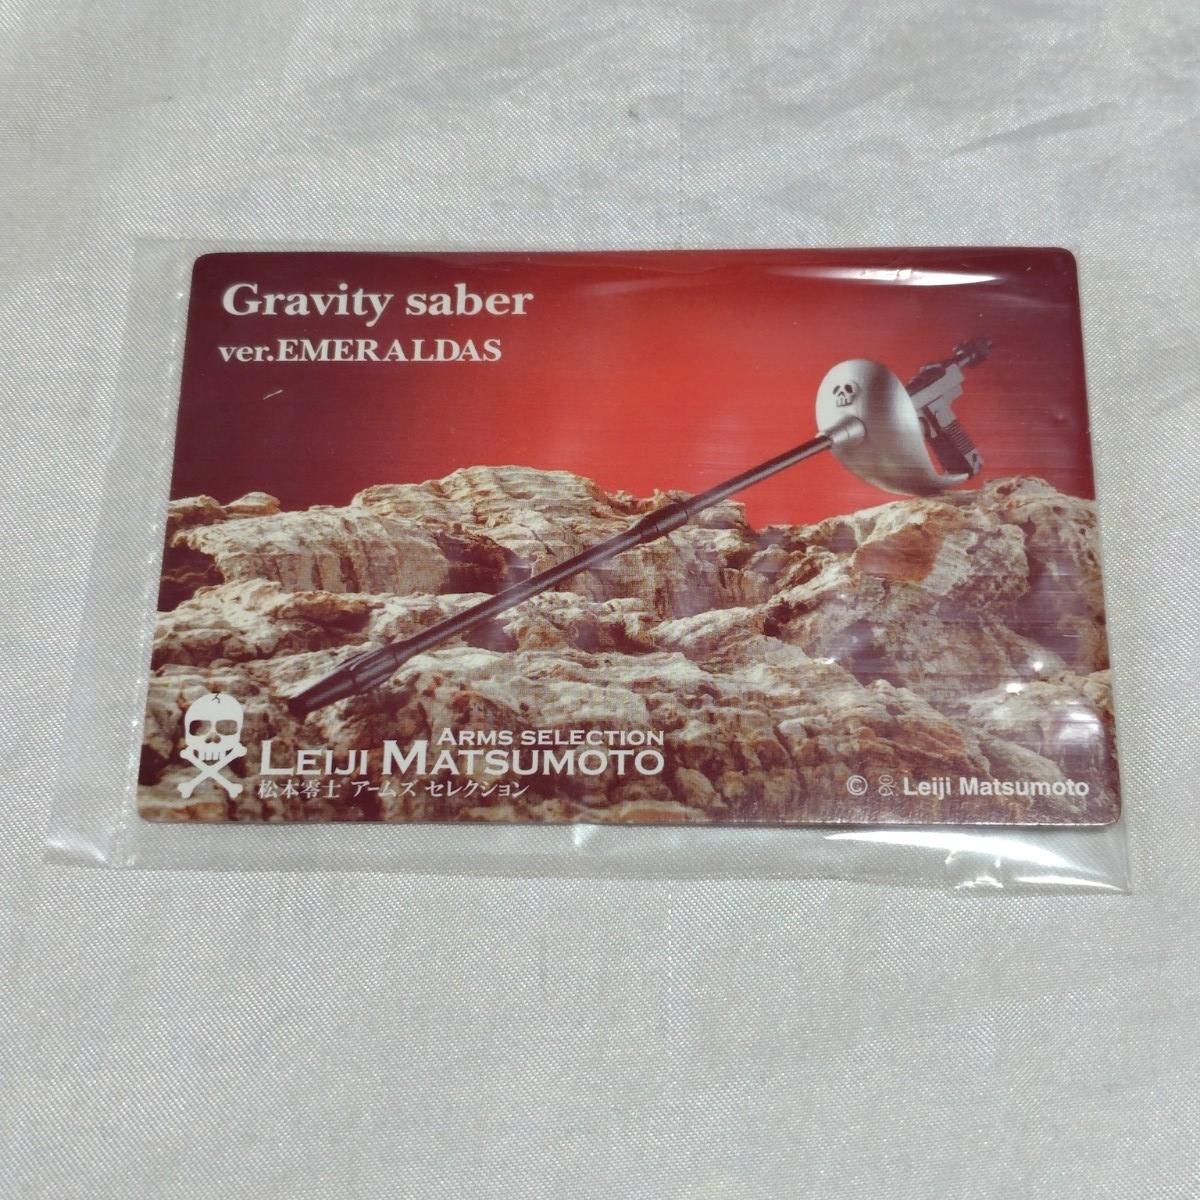 Gravity saber
ver.EMERALDAS
ARMS SELECTION
LEIJI MATSUMOTO
松本零士 アームズ セレクション
© Leiji Matsumoto